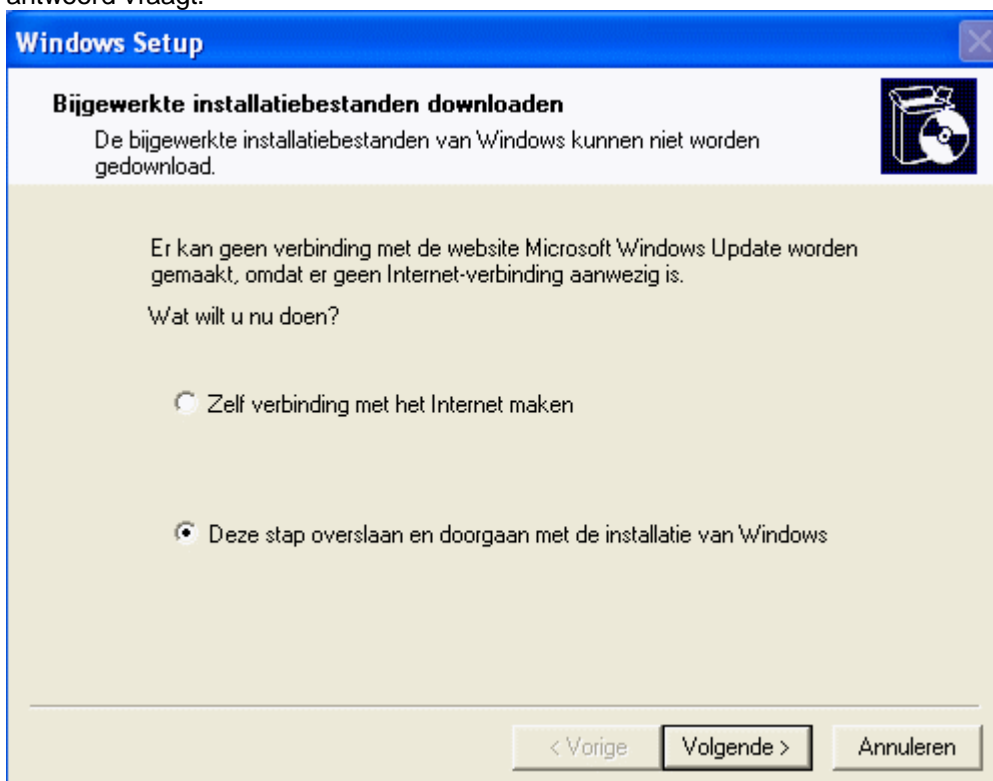 antwoord vraagt.
Windows Setup
Bijgewerkte installatiebestanden downloaden
De bijgewerkte installatiebestanden van Windows kunnen niet worden
gedownload.
Er kan geen verbinding met de website Microsoft Windows Update worden
gemaakt, omdat er geen Internet-verbinding aanwezig is.
Wat wilt u nu doen?
Zelf verbinding met het Internet maken
Deze stap overslaan en doorgaan met de installatie van Windows
< Vorige Volgende > Annuleren